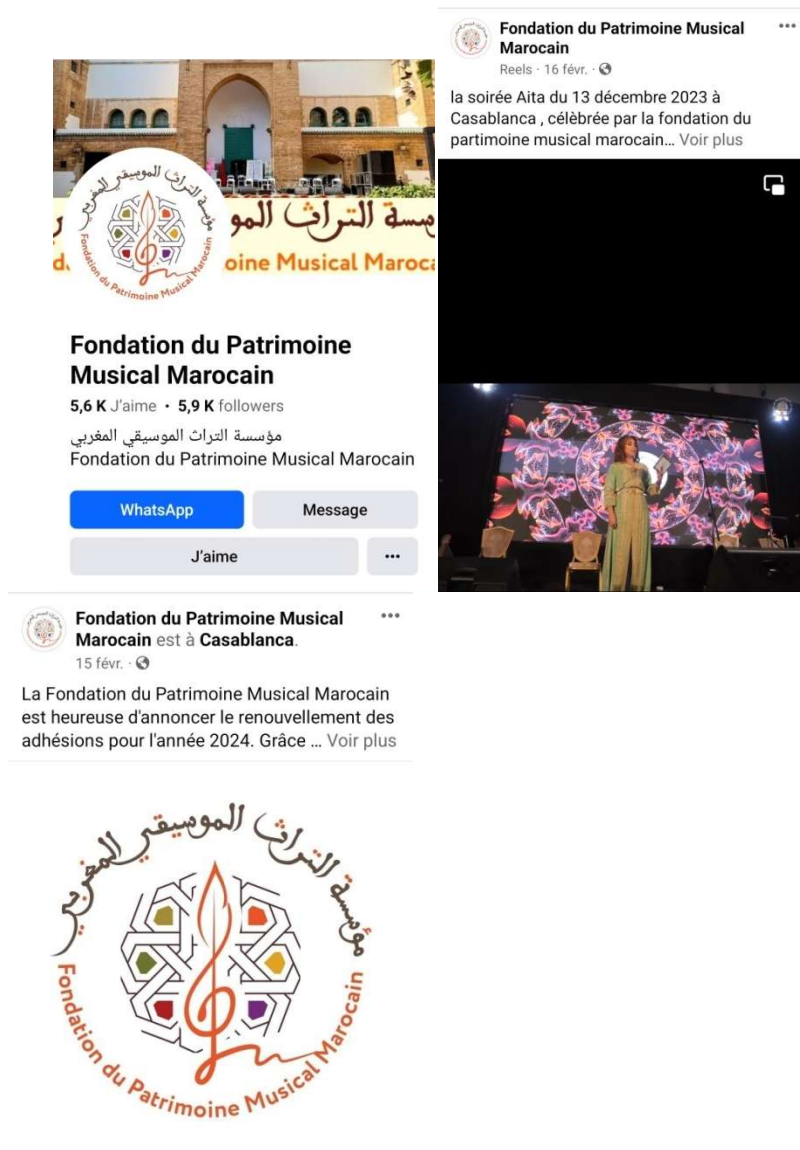 مؤسسة التراث الموسيقي المغربي
Fondation du Patrimoine Musical Marocain
سسة التراث المو
oine Musical Maroca
Fondation du Patrimoine
Musical Marocain
5,6 K J'aime • 5,9 K followers
مؤسسة التراث الموسيقي المغربي
Fondation du Patrimoine Musical Marocain
WhatsApp
Message
J'aime
Fondation du Patrimoine Musical
Marocain est à Casablanca.
15 févr. ·
La Fondation du Patrimoine Musical Marocain
est heureuse d'annoncer le renouvellement des
adhésions pour l'année 2024. Grâce ... Voir plus
مؤسسة التراث الموسيقي المغربي
Fondation du Patrimoine Musical Marocain
Fondation du Patrimoine Musical
Marocain
Reels · 16 févr. ·
la soirée Aita du 13 décembre 2023 à
Casablanca , célèbrée par la fondation du
partimoine musical marocain... Voir plus